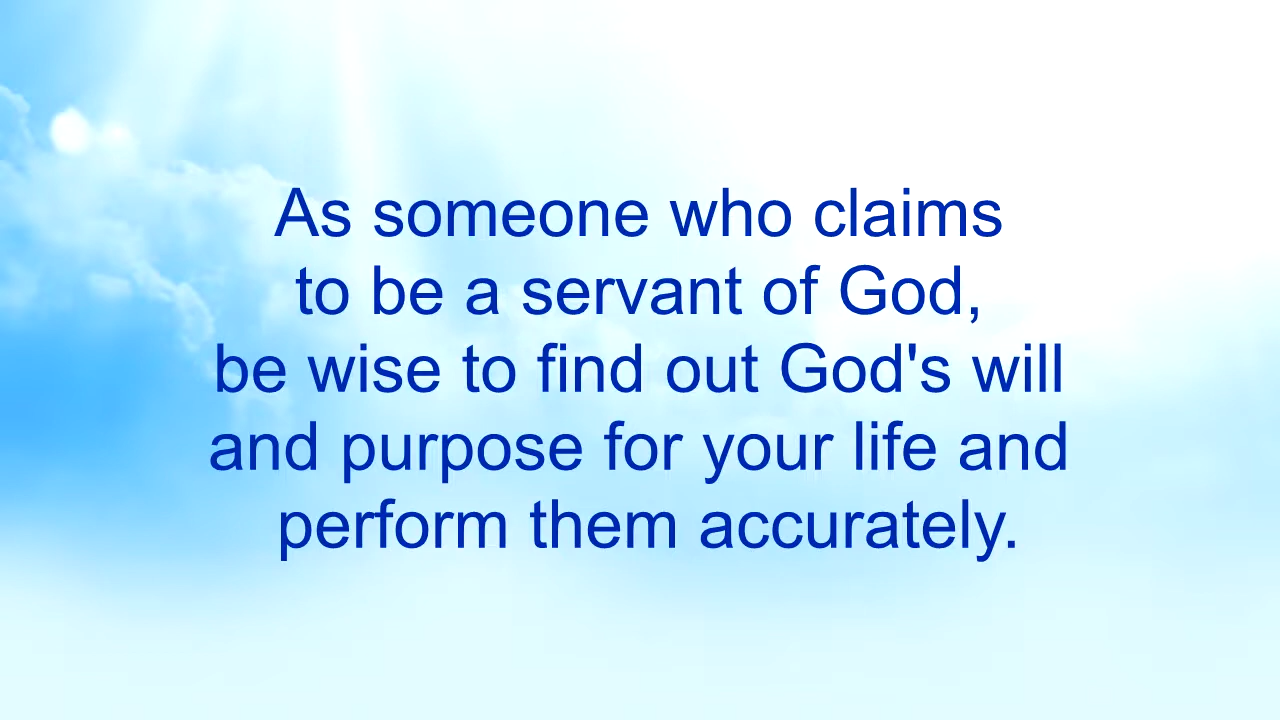 As someone who claims
to be a servant of God,
be wise to find out God's will
and purpose for your life and
perform them accurately.